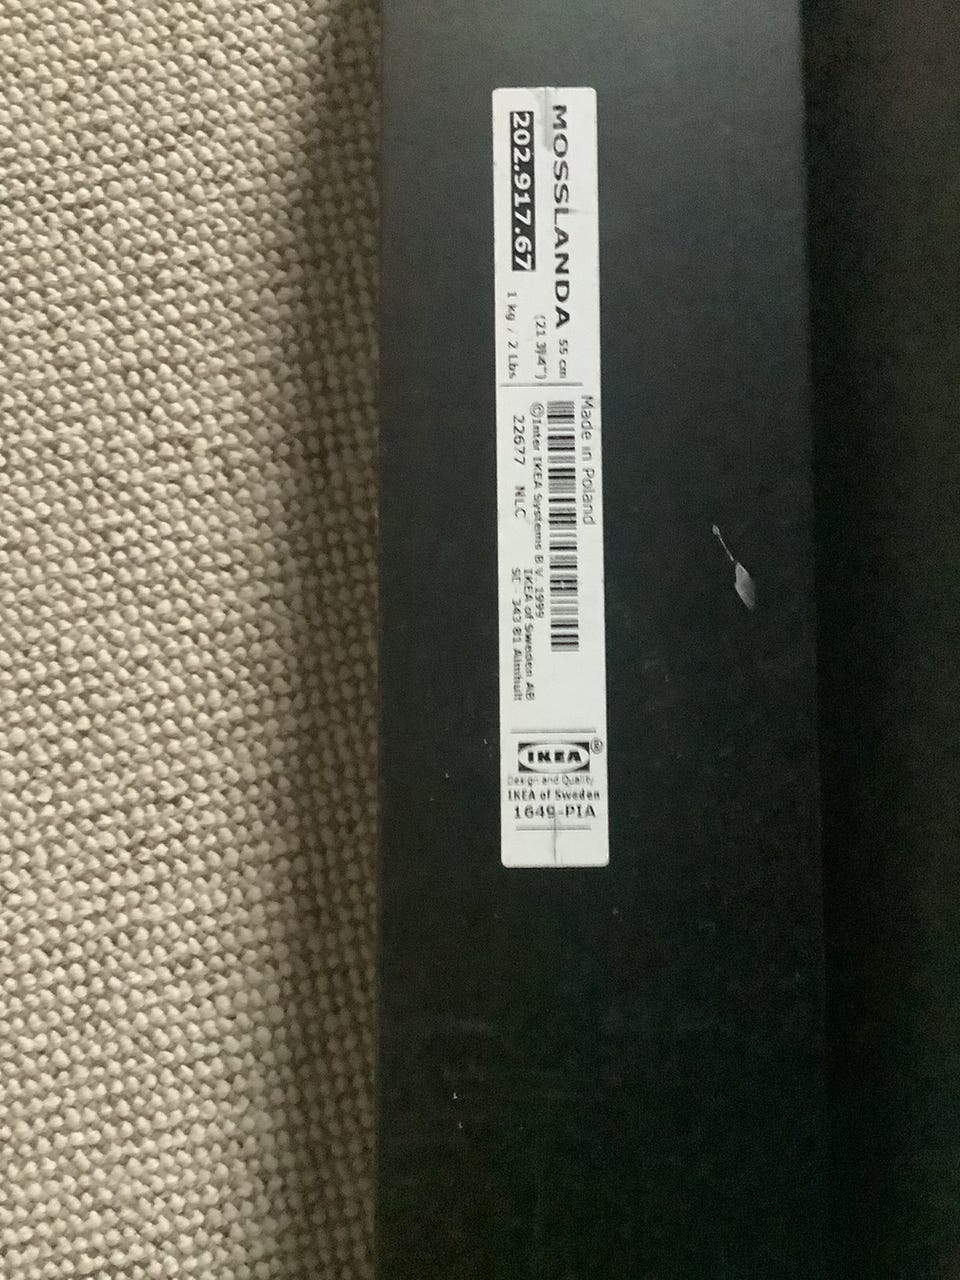 MOSSLANDA 55 cm
(21 3/4")
202.917.67 1 kg / 2 Lbs
Made in Poland
©Inter IKEA Systems B.V. 1999
22677 NLC
IKEA of Sweden AB
SE - 343 81 Älmhult
IKEA®
Design and Quality
IKEA of Sweden
1649-PIA